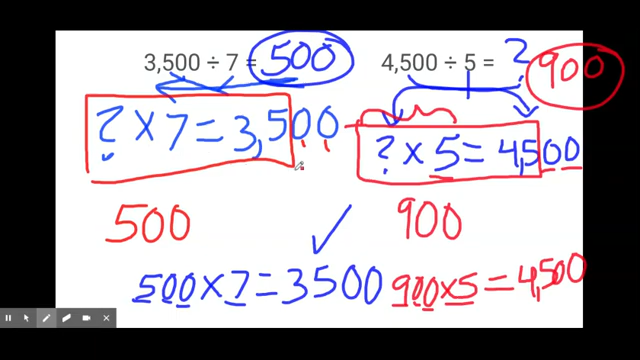 3,500 ÷ 7 = 500
4,500 ÷ 5 = ? 900
? × 7 = 3,500
? × 5 = 4,500
500
900
500 × 7 = 3500
900 × 5 = 4,500